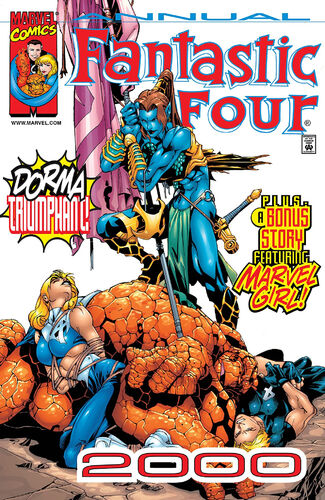 ANNUAL
MARVEL
COMICS
FANTASTIC
FOUR
WWW.MARVEL.COM
DORMA
TRIUMPHANT
PLUS...
A BONUS
STORY
FEATURING
MARVEL
GIRL!
2000